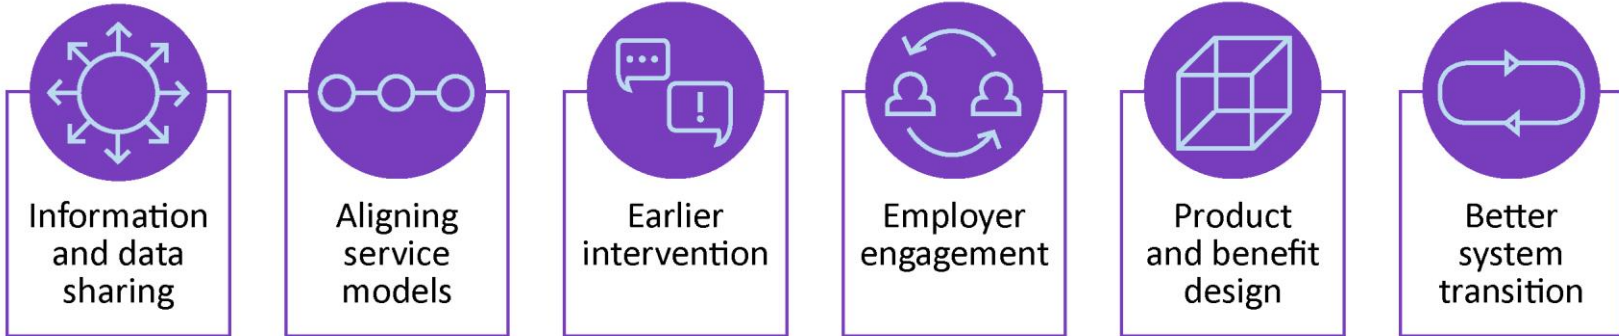 Information
and data
sharing
Aligning
service
models
Earlier
intervention
Employer
engagement
Product
and benefit
design
Better
system
transition